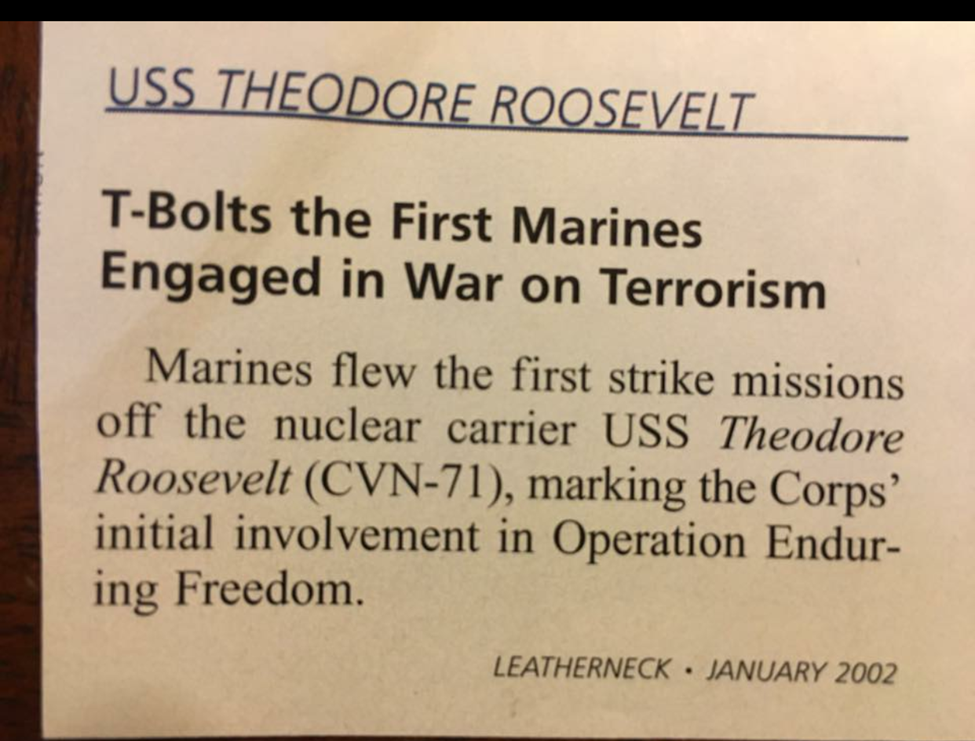 USS THEODORE ROOSEVELT
T-Bolts the First Marines
Engaged in War on Terrorism
Marines flew the first strike missions
off the nuclear carrier USS Theodore
Roosevelt (CVN-71), marking the Corps’
initial involvement in Operation Endur-
ing Freedom.
LEATHERNECK • JANUARY 2002